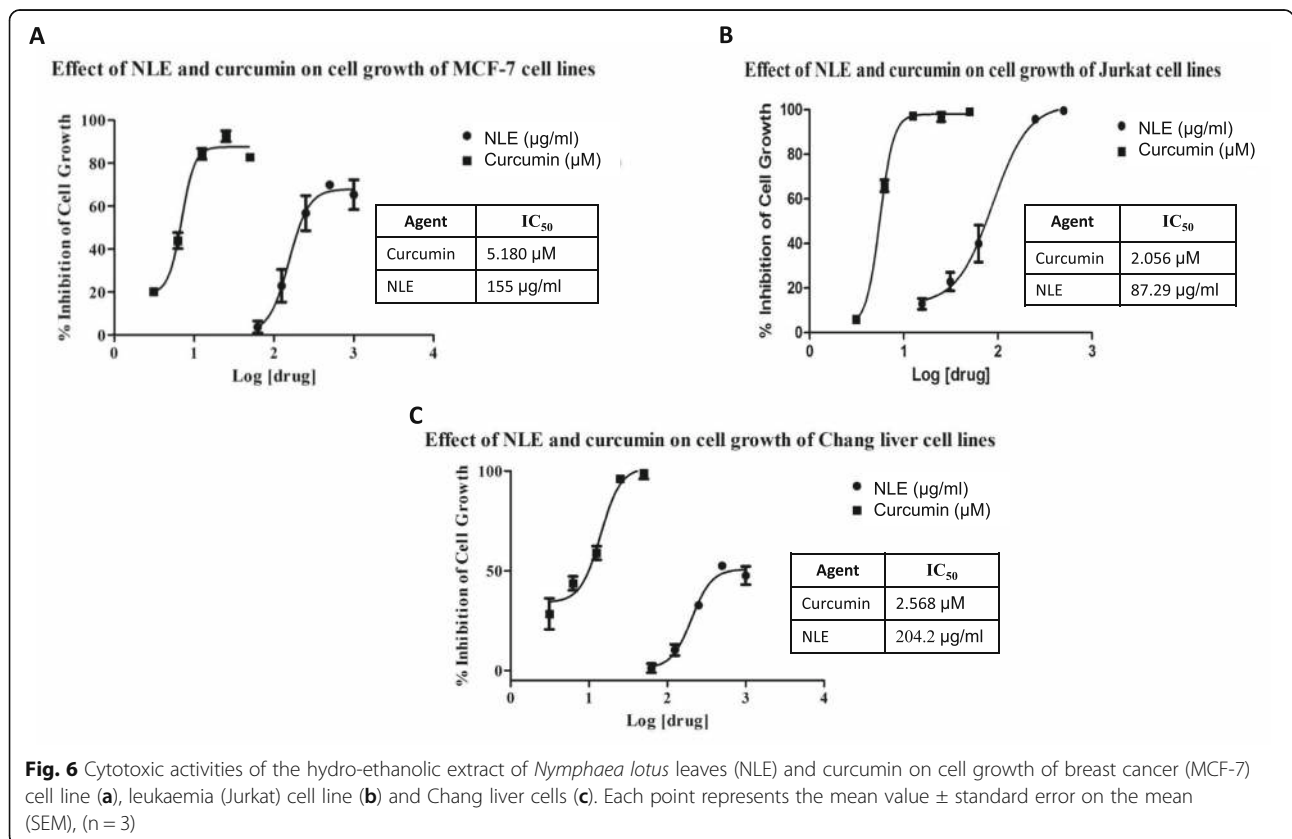 A
Effect of NLE and curcumin on cell growth of MCF-7 cell lines
% Inhibition of Cell Growth
100
80
60
40
20
0
0 1 2 3 4
Log [drug]
NLE (µg/ml)
Curcumin (µM)
Agent IC50
Curcumin 5.180 µM
NLE 155 µg/ml
B
Effect of NLE and curcumin on cell growth of Jurkat cell lines
% Inhibition of Cell Growth
100
80
60
40
20
0
0 1 2 3
Log [drug]
NLE (µg/ml)
Curcumin (µM)
Agent IC50
Curcumin 2.056 µM
NLE 87.29 µg/ml
C
Effect of NLE and curcumin on cell growth of Chang liver cell lines
% Inhibition of Cell Growth
100
50
0
0 1 2 3 4
Log [drug]
NLE (µg/ml)
Curcumin (µM)
Agent IC50
Curcumin 2.568 µM
NLE 204.2 µg/ml
Fig. 6 Cytotoxic activities of the hydro-ethanolic extract of Nymphaea lotus leaves (NLE) and curcumin on cell growth of breast cancer (MCF-7)
cell line (a), leukaemia (Jurkat) cell line (b) and Chang liver cells (c). Each point represents the mean value ± standard error on the mean
(SEM), (n = 3)